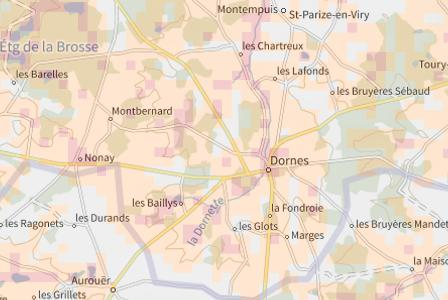 Montempuis
St-Parize-en-Viry
Etg de la Brosse
les Chartreux
Toury-
les Barelles
les Lafonds
les Bruyères Sébaud
Montbernard
Nonay
Dornes
les Baillys
la Fondroie
la Dornette
les Ragonets
les Durands
les Glots
Marges
les Bruyères Mandet
la Maiso
Aurouër
les Grillets